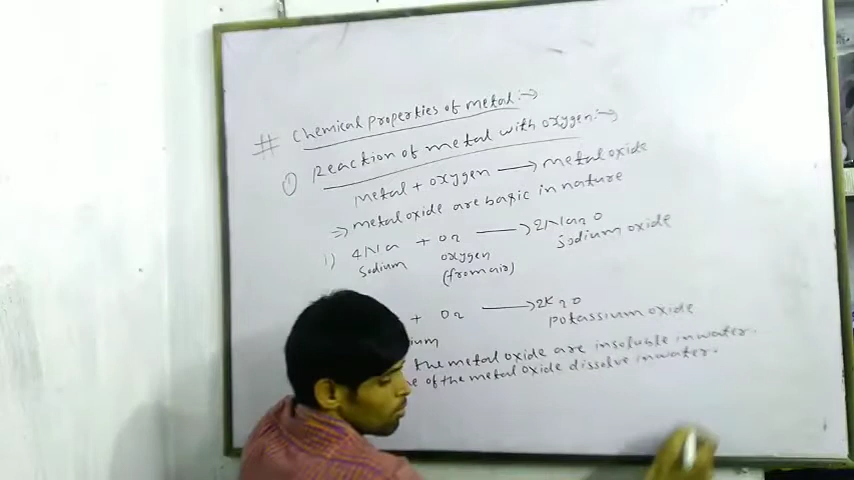 # Chemical properties of metal :→
① Reaction of metal with oxygen :→
metal + oxygen → metal oxide
⇒ metal oxide are basic in nature
1) 4Na + O2 → 2Na2O
Sodium oxygen sodium oxide
(from air)
+ O2 → 2K2O
ium potassium oxide
the metal oxide are insoluble in water.
e of the metal oxide dissolve in water.